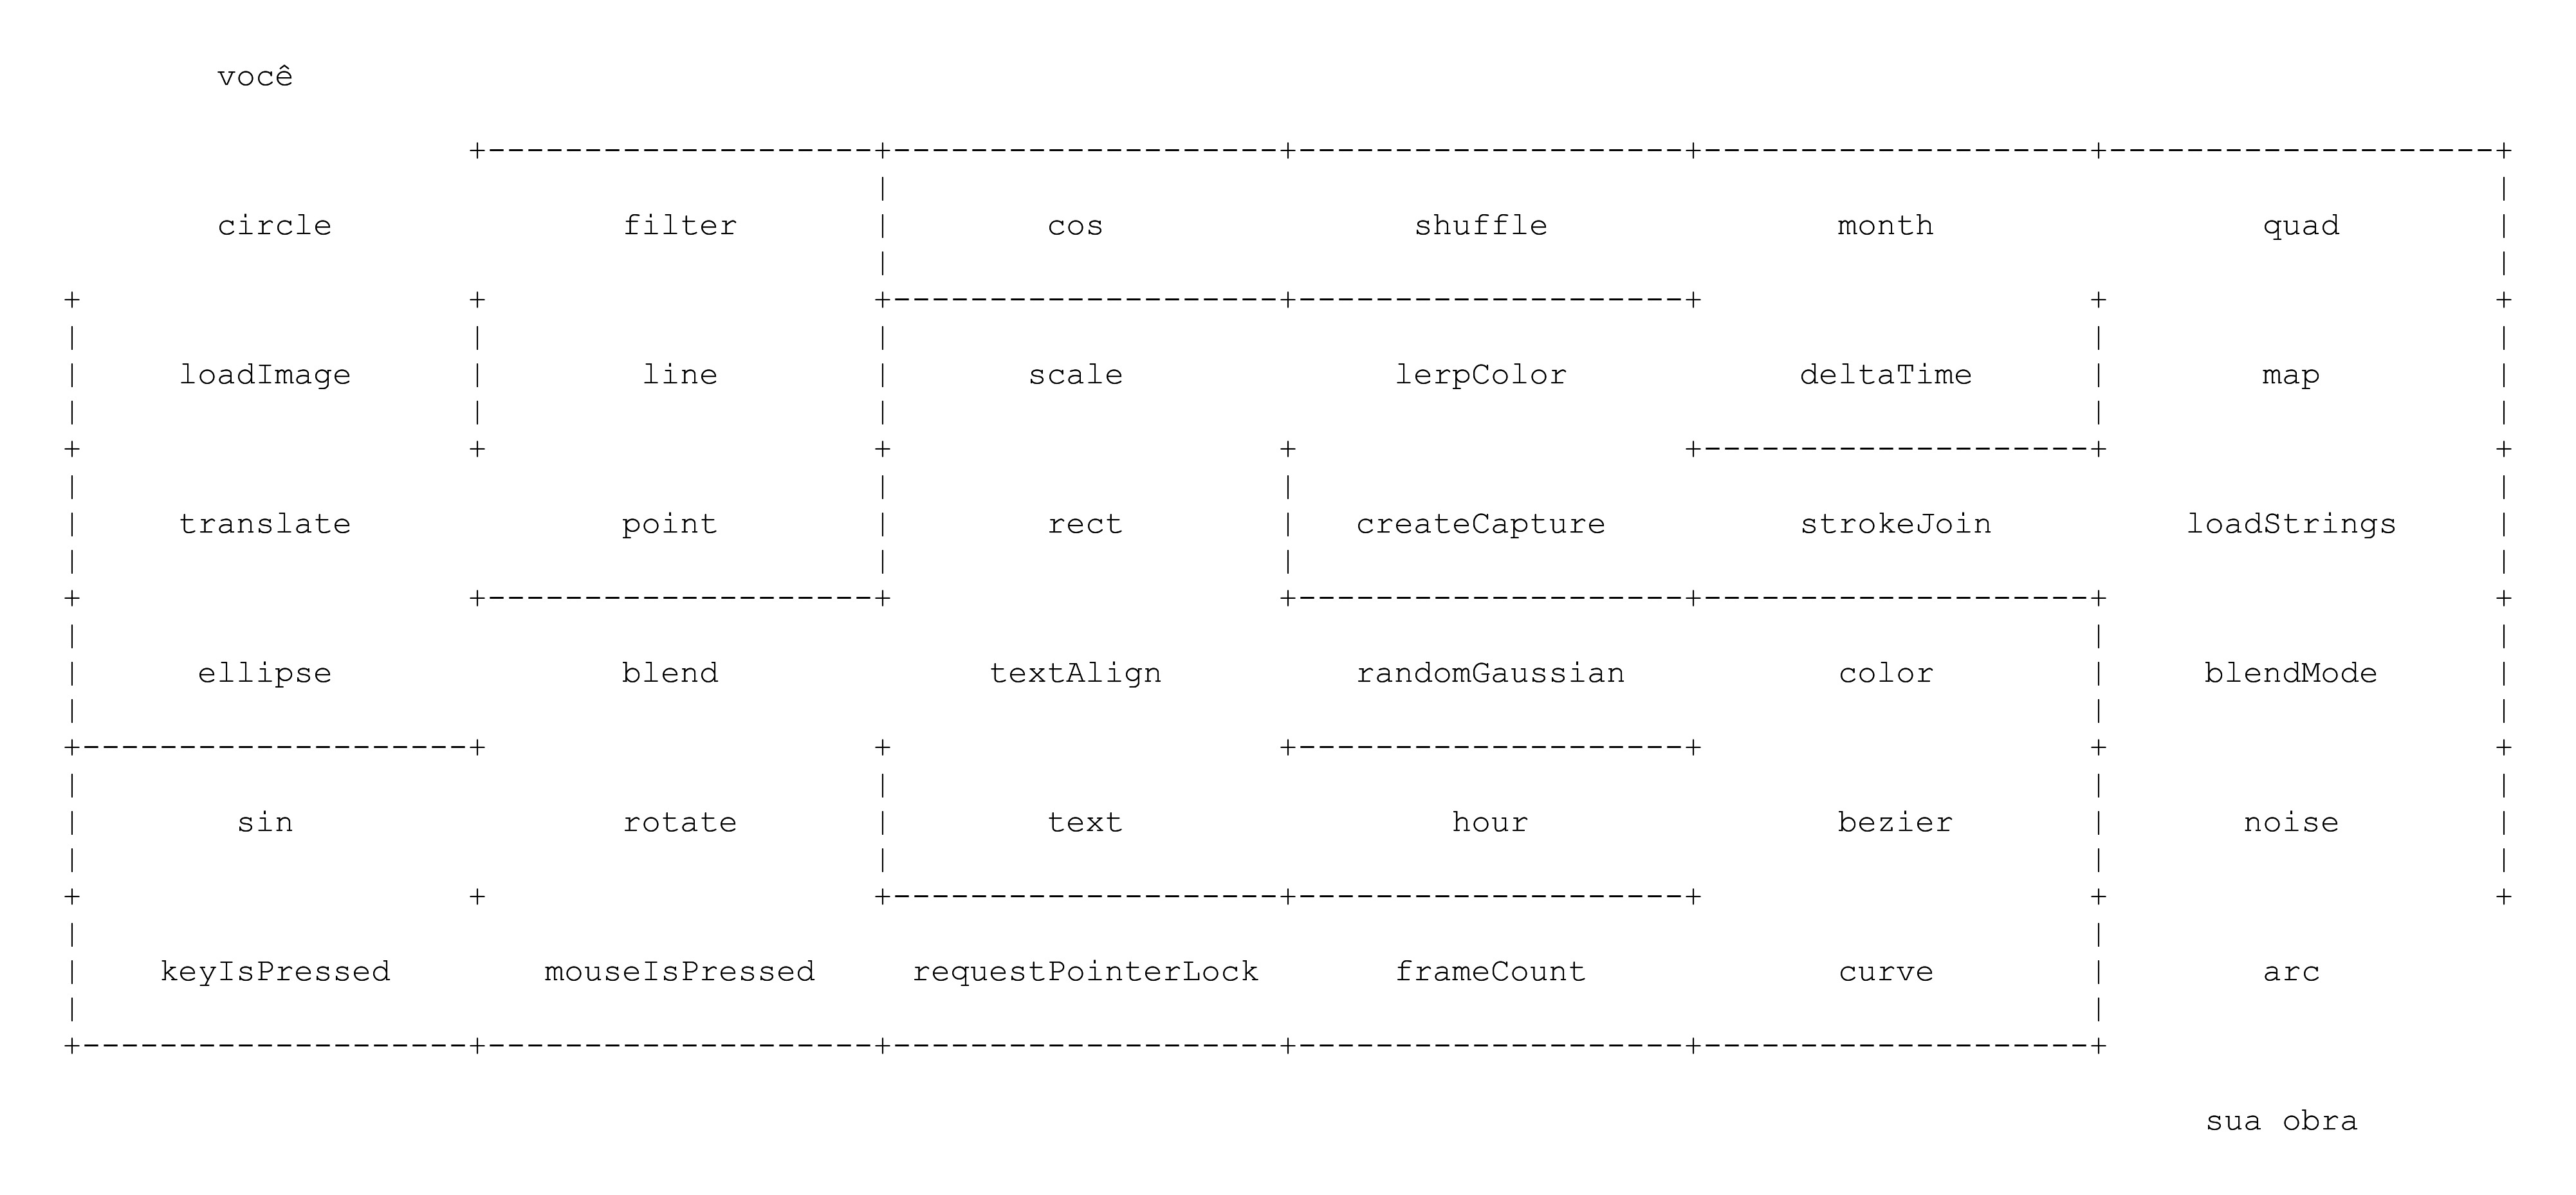 você
circle filter cos shuffle month quad
loadImage line scale lerpColor deltaTime map
translate point rect createCapture strokeJoin loadStrings
ellipse blend textAlign randomGaussian color blendMode
sin rotate text hour bezier noise
keyIsPressed mouseIsPressed requestPointerLock frameCount curve arc
sua obra